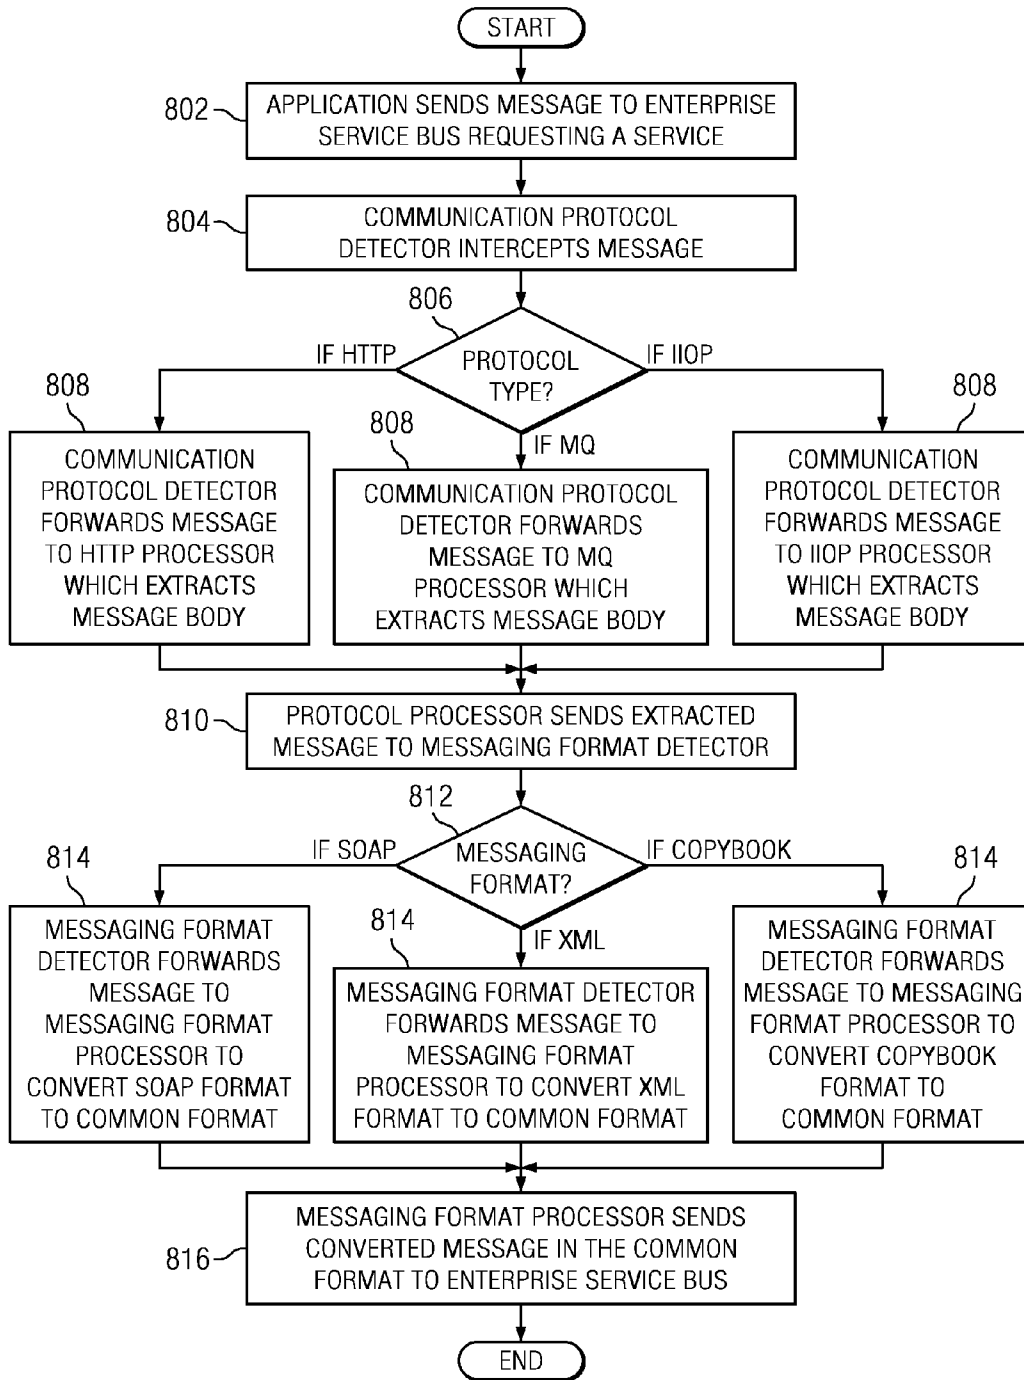 START
802
APPLICATION SENDS MESSAGE TO ENTERPRISE
SERVICE BUS REQUESTING A SERVICE
804
COMMUNICATION PROTOCOL
DETECTOR INTERCEPTS MESSAGE
806
PROTOCOL
TYPE?
IF HTTP
IF MQ
IF IIOP
808
COMMUNICATION
PROTOCOL DETECTOR
FORWARDS MESSAGE
TO HTTP PROCESSOR
WHICH EXTRACTS
MESSAGE BODY
808
COMMUNICATION PROTOCOL
DETECTOR FORWARDS
MESSAGE TO MQ
PROCESSOR WHICH
EXTRACTS MESSAGE BODY
808
COMMUNICATION
PROTOCOL DETECTOR
FORWARDS MESSAGE
TO IIOP PROCESSOR
WHICH EXTRACTS
MESSAGE BODY
810
PROTOCOL PROCESSOR SENDS EXTRACTED
MESSAGE TO MESSAGING FORMAT DETECTOR
812
MESSAGING
FORMAT?
IF SOAP
IF XML
IF COPYBOOK
814
MESSAGING FORMAT
DETECTOR FORWARDS
MESSAGE TO
MESSAGING FORMAT
PROCESSOR TO
CONVERT SOAP FORMAT
TO COMMON FORMAT
814
MESSAGING FORMAT DETECTOR
FORWARDS MESSAGE TO
MESSAGING FORMAT
PROCESSOR TO CONVERT XML
FORMAT TO COMMON FORMAT
814
MESSAGING FORMAT
DETECTOR FORWARDS
MESSAGE TO MESSAGING
FORMAT PROCESSOR TO
CONVERT COPYBOOK
FORMAT TO
COMMON FORMAT
816
MESSAGING FORMAT PROCESSOR SENDS
CONVERTED MESSAGE IN THE COMMON
FORMAT TO ENTERPRISE SERVICE BUS
END